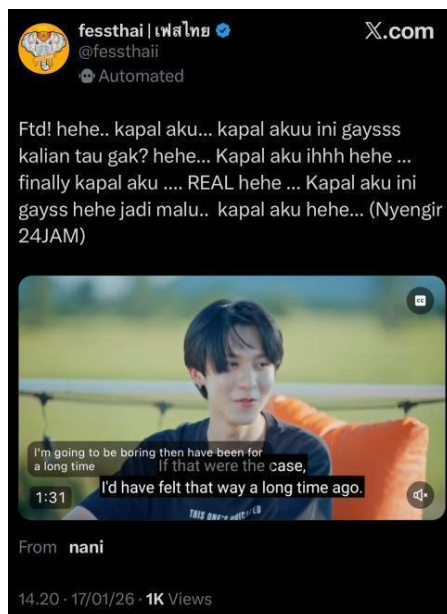 fessthai | เฟสไทย
X.com
@fessthaii
Automated
Ftd! hehe.. kapal aku... kapal akuu ini gaysss
kalian tau gak? hehe... Kapal aku ihhh hehe ...
finally kapal aku .... REAL hehe ... Kapal aku ini
gayss hehe jadi malu.. kapal aku hehe... (Nyengir
24JAM)
CC
I'm going to be boring then have been for
a long time
If that were the case,
I'd have felt that way a long time ago.
1:31
THIS ONE'S
From nani
14.20 · 17/01/26 · 1K Views